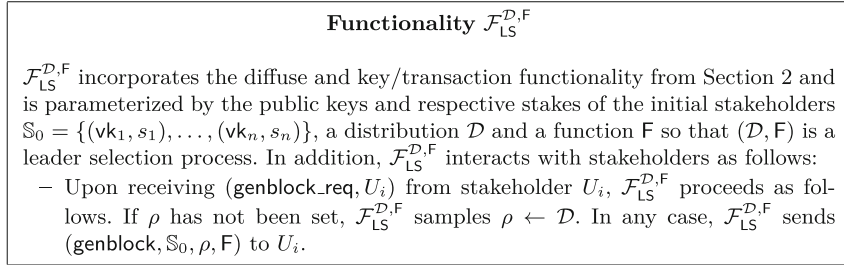 Functionality $\mathcal{F}_{\mathsf{LS}}^{\mathcal{D},\mathsf{F}}$
$\mathcal{F}_{\mathsf{LS}}^{\mathcal{D},\mathsf{F}}$ incorporates the diffuse and key/transaction functionality from Section 2 and
is parameterized by the public keys and respective stakes of the initial stakeholders
$\mathbb{S}_0 = \{(\mathsf{vk}_1, s_1), \ldots, (\mathsf{vk}_n, s_n)\}$, a distribution $\mathcal{D}$ and a function $\mathsf{F}$ so that $(\mathcal{D}, \mathsf{F})$ is a
leader selection process. In addition, $\mathcal{F}_{\mathsf{LS}}^{\mathcal{D},\mathsf{F}}$ interacts with stakeholders as follows:
– Upon receiving $(\mathsf{genblock\_req}, U_i)$ from stakeholder $U_i$, $\mathcal{F}_{\mathsf{LS}}^{\mathcal{D},\mathsf{F}}$ proceeds as fol-
lows. If $\rho$ has not been set, $\mathcal{F}_{\mathsf{LS}}^{\mathcal{D},\mathsf{F}}$ samples $\rho \leftarrow \mathcal{D}$. In any case, $\mathcal{F}_{\mathsf{LS}}^{\mathcal{D},\mathsf{F}}$ sends
$(\mathsf{genblock}, \mathbb{S}_0, \rho, \mathsf{F})$ to $U_i$.